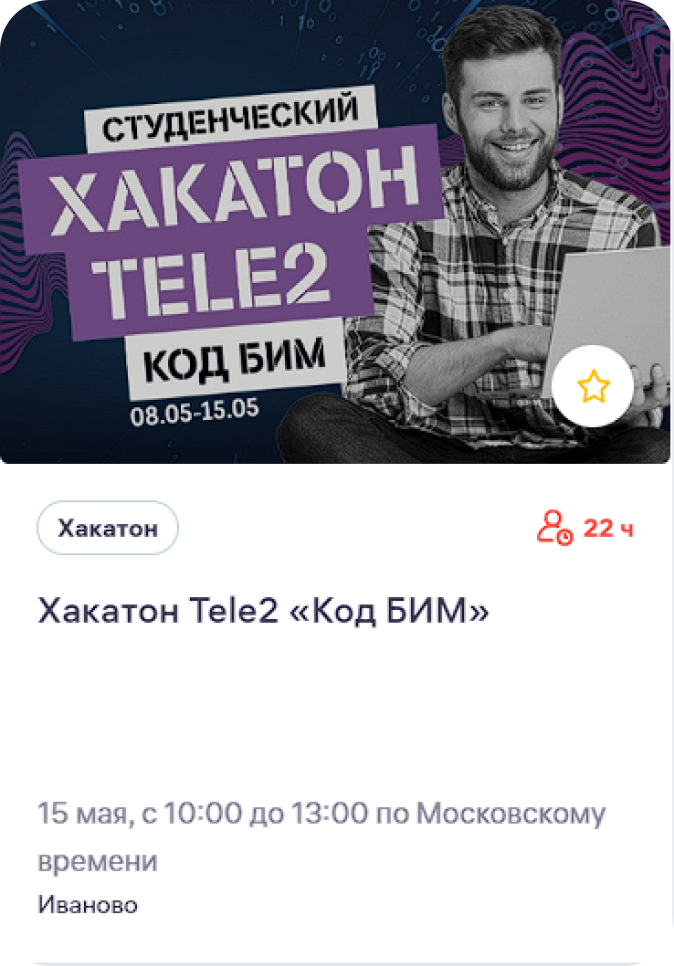 СТУДЕНЧЕСКИЙ
ХАКАТОН
TELE2
КОД БИМ
08.05-15.05
Хакатон
22 ч
Хакатон Tele2 «Код БИМ»
15 мая, с 10:00 до 13:00 по Московскому
времени
Иваново